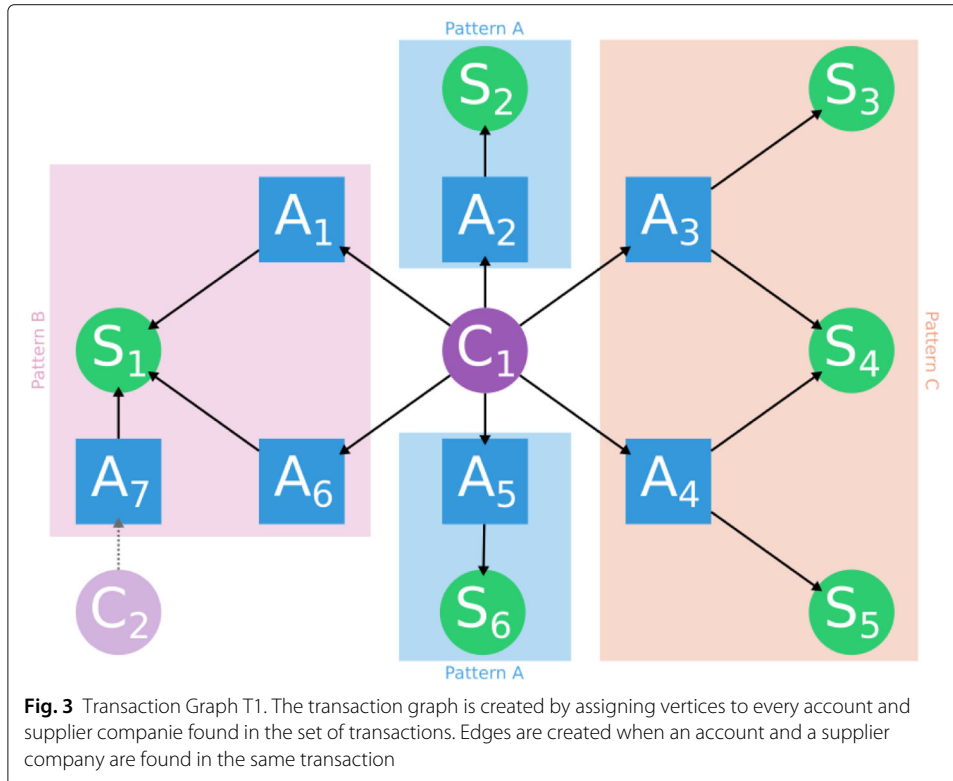 Pattern A
S2
S3
A1
A2
A3
Pattern B
S1
C1
S4
Pattern C
A7
A6
A5
A4
C2
S6
S5
Pattern A
Fig. 3 Transaction Graph T1. The transaction graph is created by assigning vertices to every account and
supplier companie found in the set of transactions. Edges are created when an account and a supplier
company are found in the same transaction